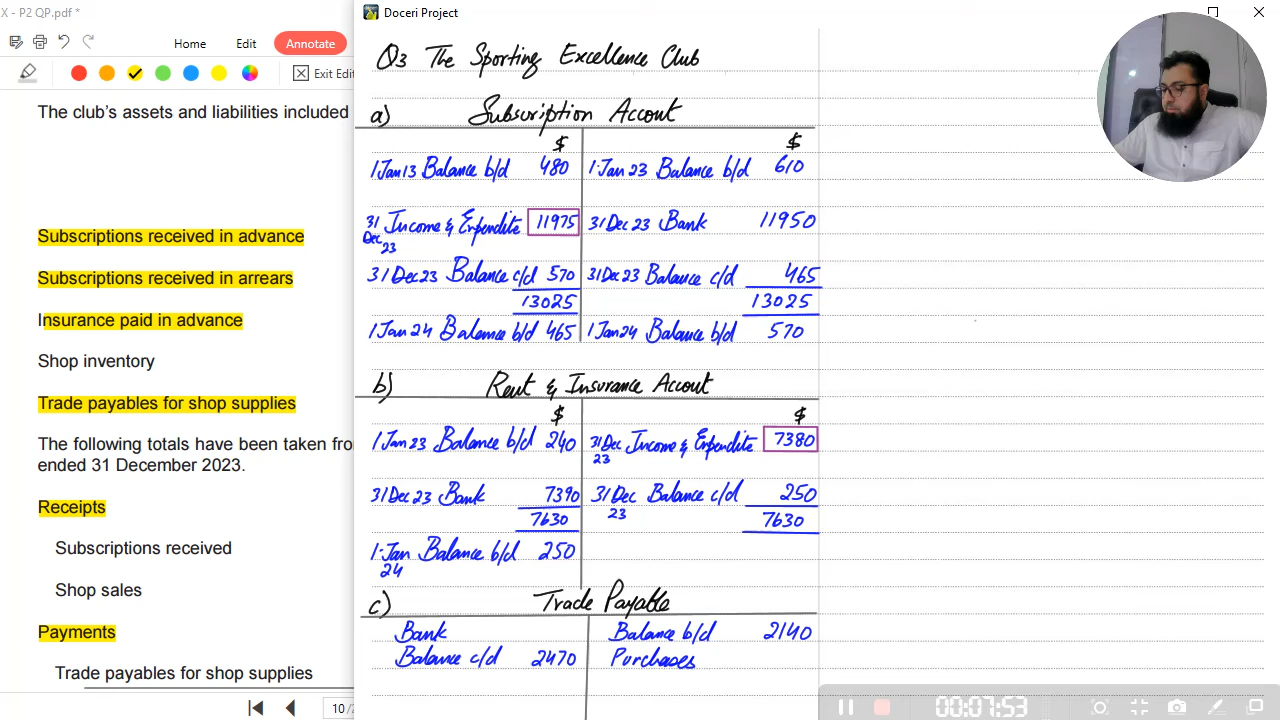 X - P2 QP.pdf *
Doceri Project
Home Edit Annotate
Exit Edit
The club's assets and liabilities included
Subscriptions received in advance
Subscriptions received in arrears
Insurance paid in advance
Shop inventory
Trade payables for shop supplies
The following totals have been taken fro
ended 31 December 2023.
Receipts
Subscriptions received
Shop sales
Payments
Trade payables for shop supplies
10 /
Q3 The Sporting Excellence Club
a) Subscription Accout
$ $
1 Jan 13 Balance b/d 480 1 Jan 23 Balance b/d 610
31 Dec 23 Income & Expendite 11975 31 Dec 23 Bank 11950
31 Dec 23 Balance c/d 570 31 Dec 23 Balance c/d 465
13025 13025
1 Jan 24 Balance b/d 465 1 Jan 24 Balance b/d 570
b) Rent & Insurance Accout
$ $
1 Jan 23 Balance b/d 240 31 Dec 23 Income & Expendite 7380
31 Dec 23 Bank 7390 31 Dec 23 Balance c/d 250
7630 7630
1 Jan 24 Balance b/d 250
c) Trade Payable
Bank Balance b/d 2140
Balance c/d 2470 Purchases
00:07:53